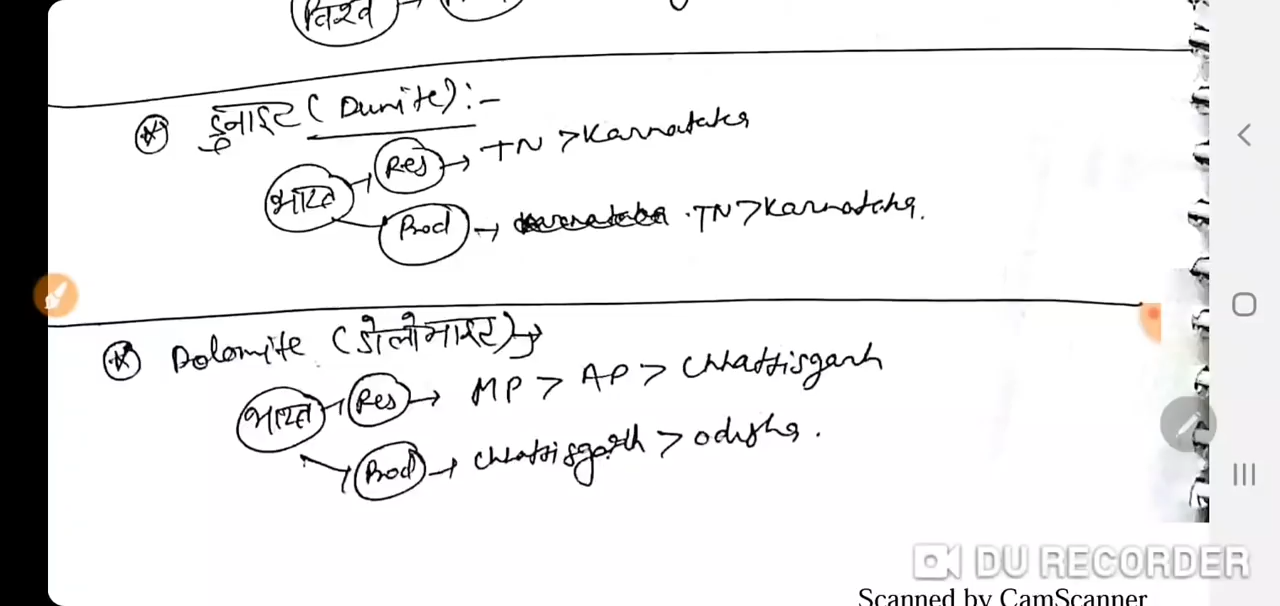 विश्व
* डुनाइट (Dunite):-
भारत → Res → TN > Karnataka
→ Prod → Karnataka . TN > Karnataka.
* Dolomite (डोलोमाइट) →
भारत → Res → MP > AP > Chhattisgarh
→ Prod → Chhattisgarh > Odisha.
DU RECORDER
Scanned by CamScanner